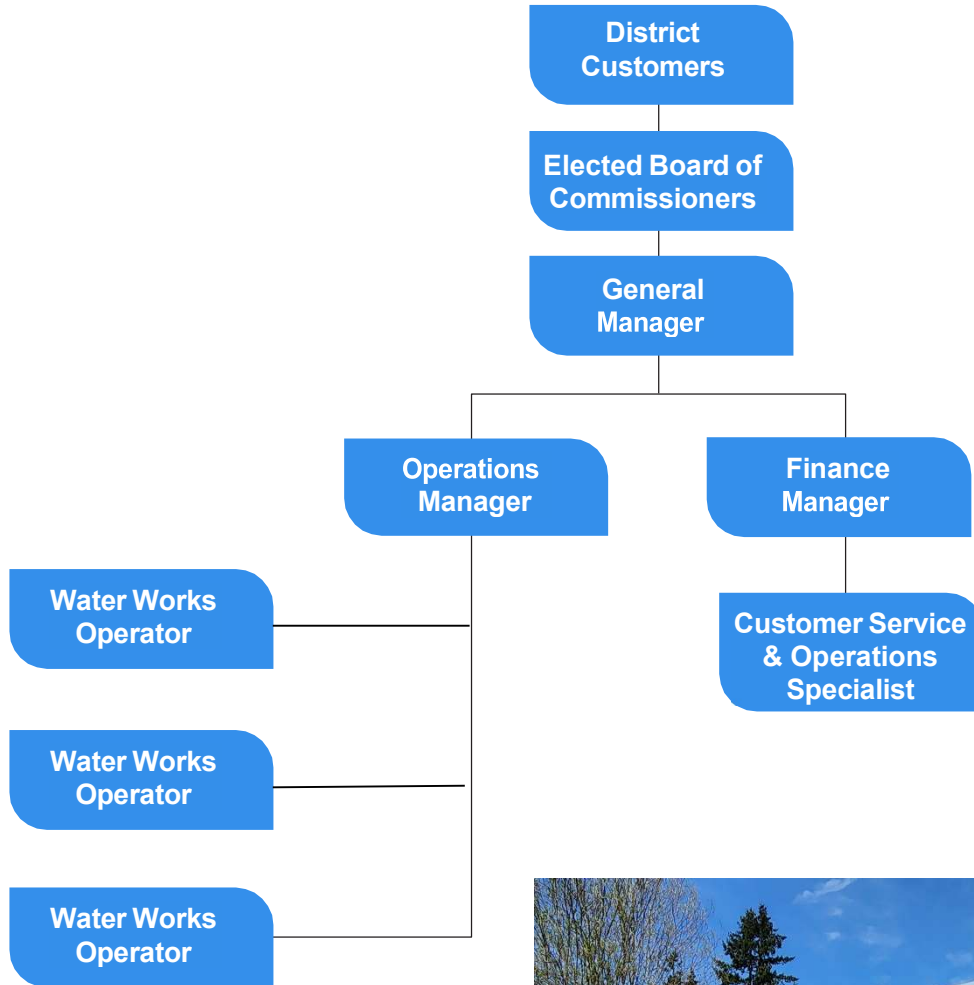 District
Customers
Elected Board of
Commissioners
General
Manager
Operations
Manager
Finance
Manager
Water Works
Operator
Customer Service
& Operations
Specialist
Water Works
Operator
Water Works
Operator